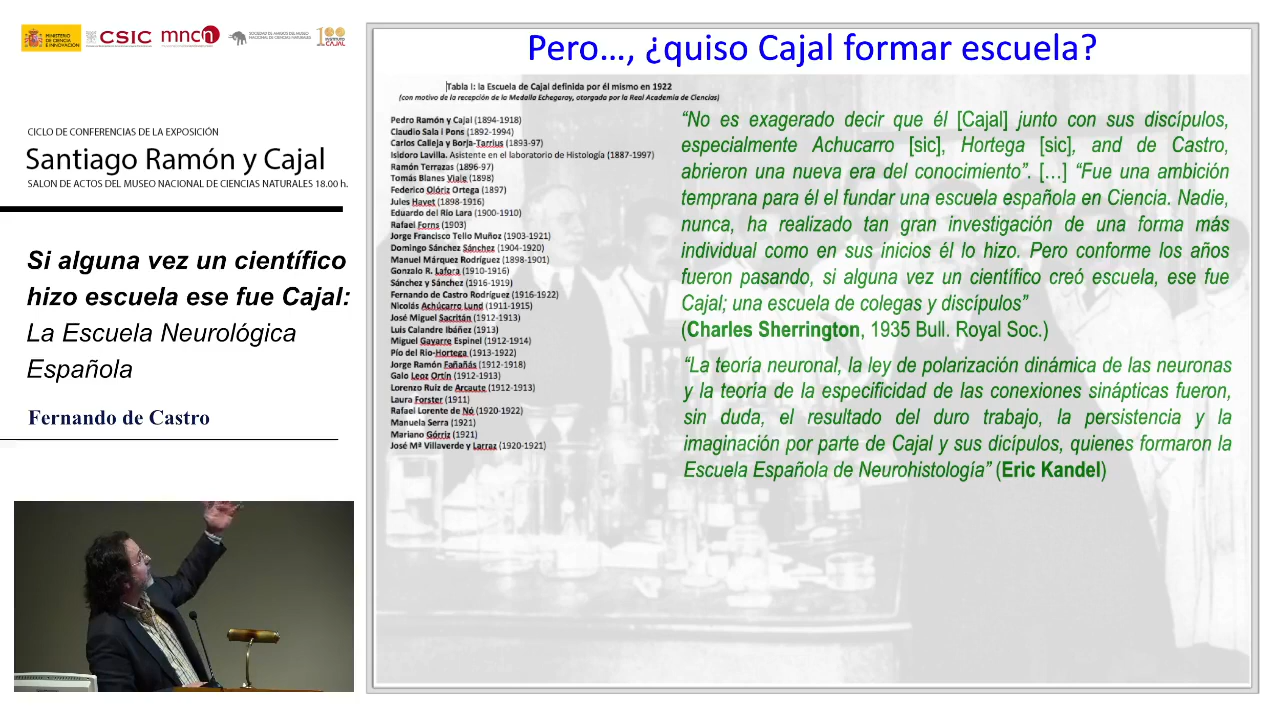 MINISTERIO
DE CIENCIA
E INNOVACIÓN
CSIC
mncn
SOCIEDAD DE AMIGOS DEL MUSEO
NACIONAL DE CIENCIAS NATURALES
100
CAJAL
CICLO DE CONFERENCIAS DE LA EXPOSICIÓN
Santiago Ramón y Cajal
SALON DE ACTOS DEL MUSEO NACIONAL DE CIENCIAS NATURALES 18.00 h.
Si alguna vez un científico
hizo escuela ese fue Cajal:
La Escuela Neurológica
Española
Fernando de Castro
Pero…, ¿quiso Cajal formar escuela?
Tabla I: la Escuela de Cajal definida por él mismo en 1922
(con motivo de la recepción de la Medalla Echegaray, otorgada por la Real Academia de Ciencias)
Pedro Ramón y Cajal (1894-1918)
Claudio Sala i Pons (1892-1994)
Carlos Calleja y Borja-Tarrius (1893-97)
Isidoro Lavilla. Asistente en el laboratorio de Histología (1887-1997)
Ramón Terrazas (1896-97)
Tomás Blanes Viale (1898)
Federico Olóriz Ortega (1897)
Jules Havet (1898-1916)
Eduardo del Río Lara (1900-1910)
Rafael Forns (1903)
Jorge Francisco Tello Muñoz (1903-1921)
Domingo Sánchez Sánchez (1904-1920)
Manuel Márquez Rodríguez (1898-1901)
Gonzalo R. Lafora (1910-1916)
Sánchez y Sánchez (1916-1919)
Fernando de Castro Rodríguez (1916-1922)
Nicolás Achúcarro Lund (1911-1915)
José Miguel Sacritán (1912-1913)
Luis Calandre Ibáñez (1913)
Miguel Gayarre Espinel (1912-1914)
Pío del Río-Hortega (1913-1922)
Jorge Ramón Fañañás (1912-1918)
Galo Leoz Ortín (1912-1913)
Lorenzo Ruiz de Arcaute (1912-1913)
Laura Forster (1911)
Rafael Lorente de Nó (1920-1922)
Manuela Serra (1921)
Mariano Górriz (1921)
José Mª Villaverde y Larraz (1920-1921)
“No es exagerado decir que él [Cajal] junto con sus discípulos,
especialmente Achucarro [sic], Hortega [sic], and de Castro,
abrieron una nueva era del conocimiento”. […] “Fue una ambición
temprana para él el fundar una escuela española en Ciencia. Nadie,
nunca, ha realizado tan gran investigación de una forma más
individual como en sus inicios él lo hizo. Pero conforme los años
fueron pasando, si alguna vez un científico creó escuela, ese fue
Cajal; una escuela de colegas y discípulos”
(Charles Sherrington, 1935 Bull. Royal Soc.)
“La teoría neuronal, la ley de polarización dinámica de las neuronas
y la teoría de la especificidad de las conexiones sinápticas fueron,
sin duda, el resultado del duro trabajo, la persistencia y la
imaginación por parte de Cajal y sus dicípulos, quienes formaron la
Escuela Española de Neurohistología” (Eric Kandel)